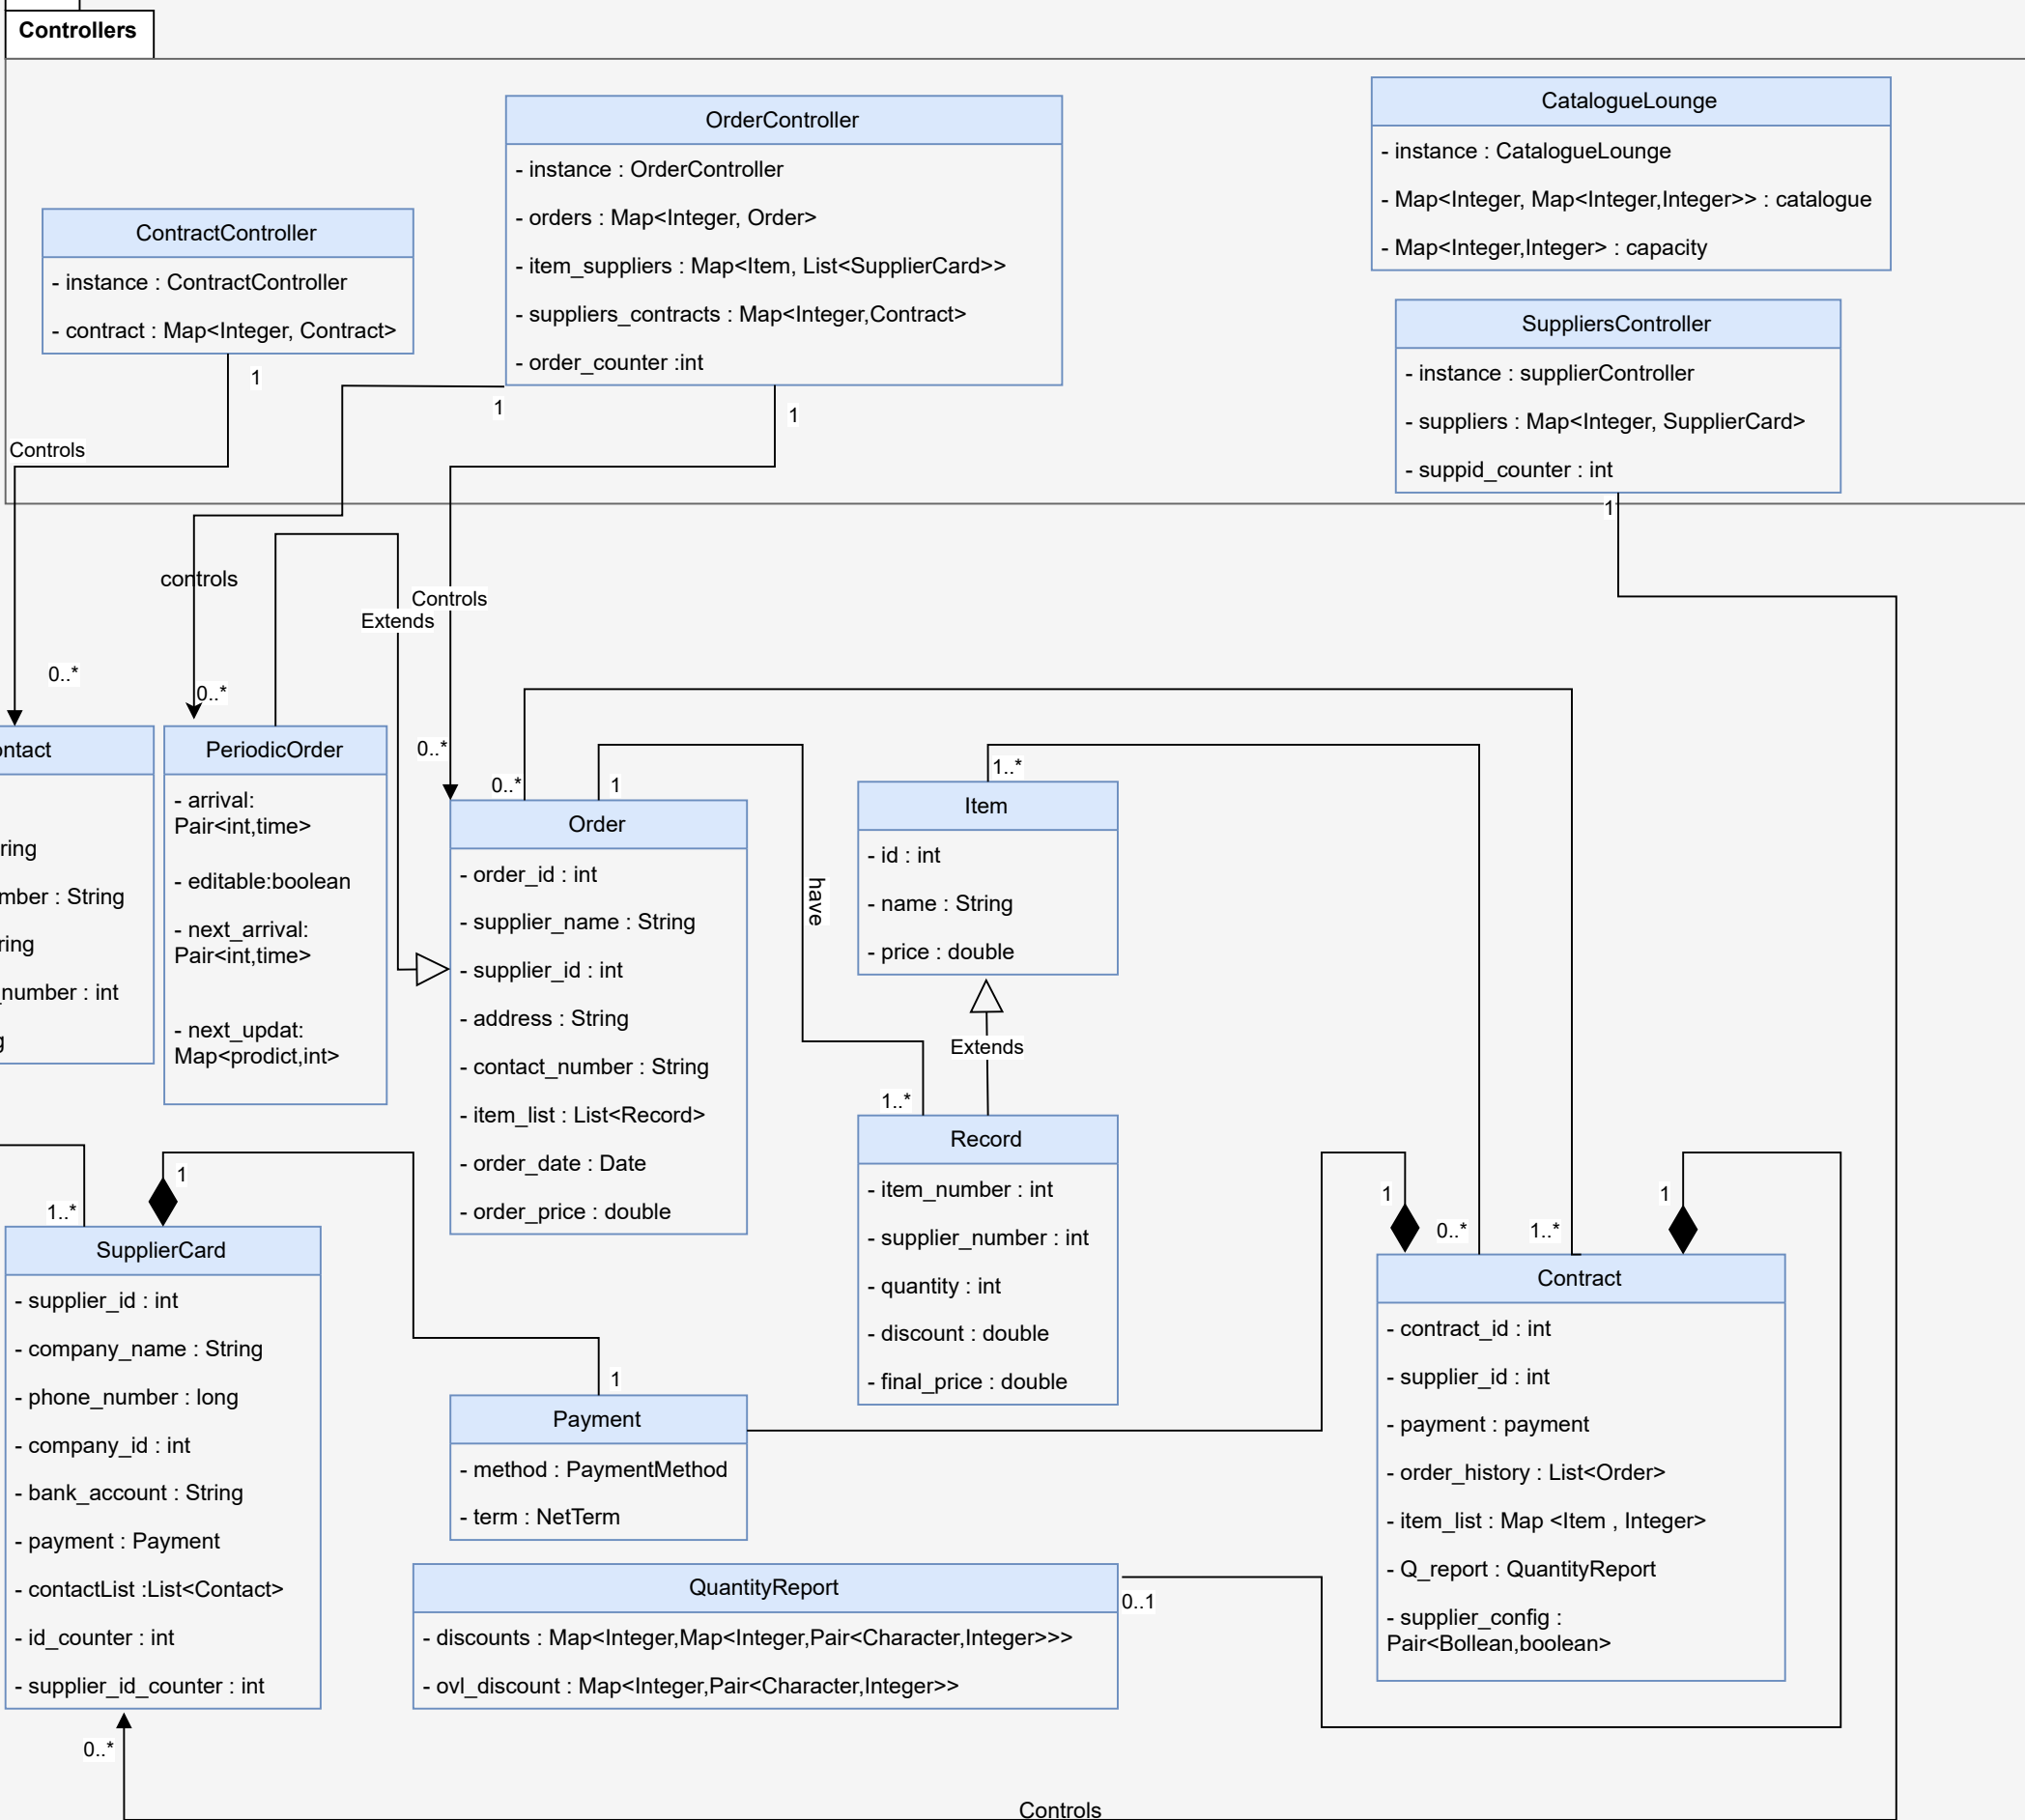 Controllers
ContractController
- instance : ContractController
- contract : Map<Integer, Contract>
1
Controls
0..*
OrderController
- instance : OrderController
- orders : Map<Integer, Order>
- item_suppliers : Map<Item, List<SupplierCard>>
- suppliers_contracts : Map<Integer,Contract>
- order_counter :int
1
1
controls
0..*
Extends
Controls
0..*
CatalogueLounge
- instance : CatalogueLounge
- Map<Integer, Map<Integer,Integer>> : catalogue
- Map<Integer,Integer> : capacity
SuppliersController
- instance : supplierController
- suppliers : Map<Integer, SupplierCard>
- suppid_counter : int
1
ontact
ring
mber : String
ring
_number : int
g
PeriodicOrder
- arrival:
Pair<int,time>
- editable:boolean
- next_arrival:
Pair<int,time>
- next_updat:
Map<prodict,int>
0..*
1
Order
- order_id : int
- supplier_name : String
- supplier_id : int
- address : String
- contact_number : String
- item_list : List<Record>
- order_date : Date
- order_price : double
have
1..*
Item
- id : int
- name : String
- price : double
Extends
1..*
Record
- item_number : int
- supplier_number : int
- quantity : int
- discount : double
- final_price : double
1..*
1
SupplierCard
- supplier_id : int
- company_name : String
- phone_number : long
- company_id : int
- bank_account : String
- payment : Payment
- contactList :List<Contact>
- id_counter : int
- supplier_id_counter : int
0..*
1
Payment
- method : PaymentMethod
- term : NetTerm
QuantityReport
- discounts : Map<Integer,Map<Integer,Pair<Character,Integer>>>
- ovl_discount : Map<Integer,Pair<Character,Integer>>
0..1
1
0..*
1..*
1
Contract
- contract_id : int
- supplier_id : int
- payment : payment
- order_history : List<Order>
- item_list : Map <Item , Integer>
- Q_report : QuantityReport
- supplier_config :
Pair<Bollean,boolean>
Controls